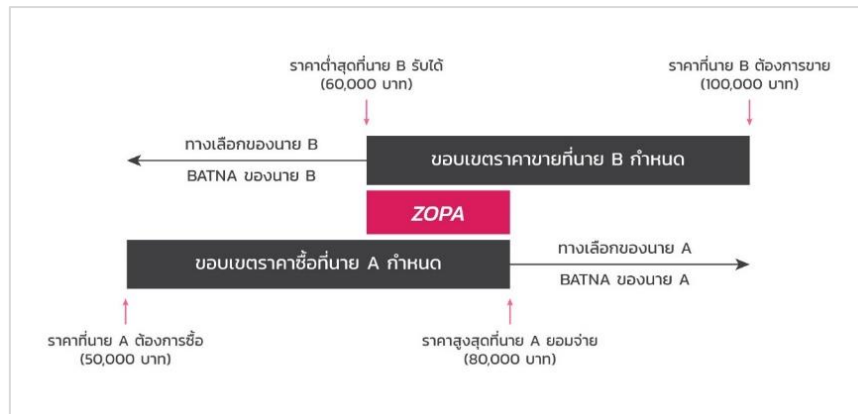 ราคาต่ำสุดที่นาย B รับได้
(60,000 บาท)
ราคาที่นาย B ต้องการขาย
(100,000 บาท)
ทางเลือกของนาย B
BATNA ของนาย B
ขอบเขตราคาขายที่นาย B กำหนด
ZOPA
ขอบเขตราคาซื้อที่นาย A กำหนด
ทางเลือกของนาย A
BATNA ของนาย A
ราคาที่นาย A ต้องการซื้อ
(50,000 บาท)
ราคาสูงสุดที่นาย A ยอมจ่าย
(80,000 บาท)